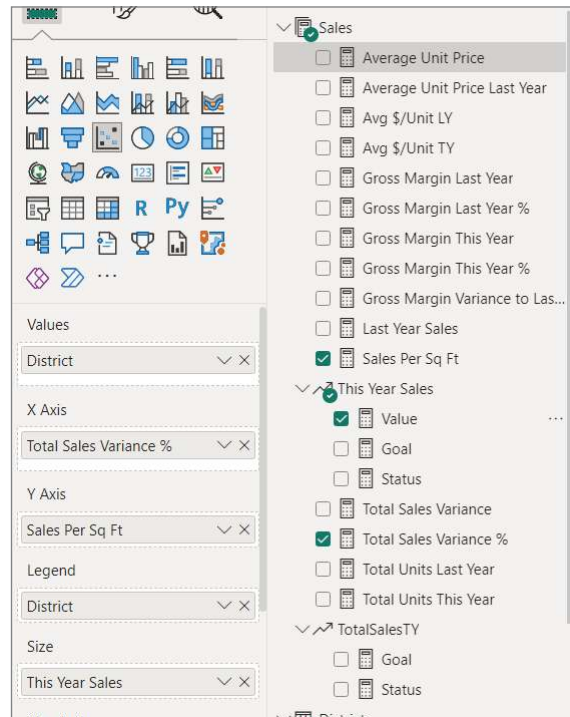 123
R
Py
...
Values
District
X Axis
Total Sales Variance %
Y Axis
Sales Per Sq Ft
Legend
District
Size
This Year Sales
Sales
Average Unit Price
Average Unit Price Last Year
Avg $/Unit LY
Avg $/Unit TY
Gross Margin Last Year
Gross Margin Last Year %
Gross Margin This Year
Gross Margin This Year %
Gross Margin Variance to Las...
Last Year Sales
Sales Per Sq Ft
This Year Sales
Value
...
Goal
Status
Total Sales Variance
Total Sales Variance %
Total Units Last Year
Total Units This Year
TotalSalesTY
Goal
Status